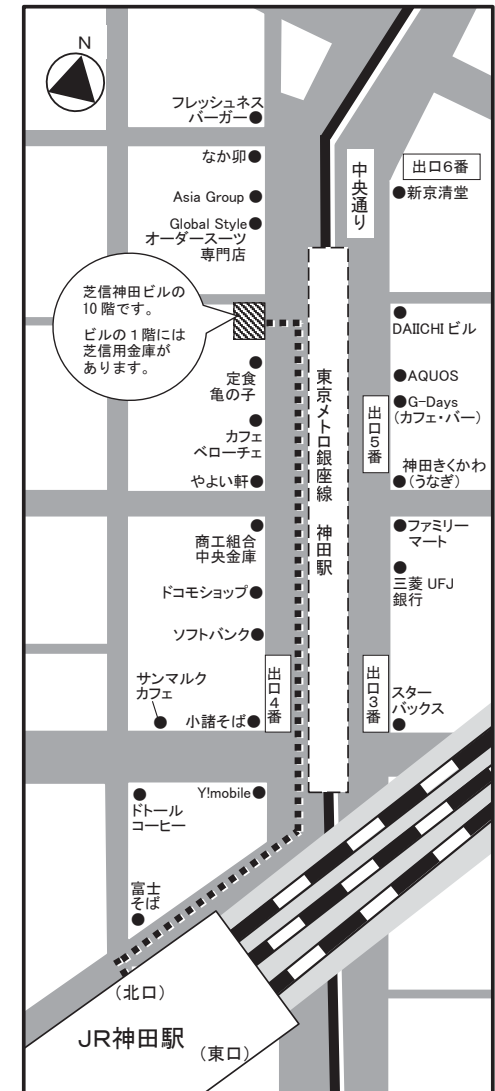 N
フレッシュネス
バーガー
なか卯
Asia Group
Global Style
オーダースーツ
専門店
中央通り
出口6番
新京清堂
芝信神田ビルの
10階です。
ビルの1階には
芝信用金庫が
あります。
DAIICHIビル
定食
亀の子
AQUOS
G-Days
(カフェ・バー)
出口5番
カフェ
ベローチェ
やよい軒
神田きくかわ
(うなぎ)
東京メトロ銀座線 神田駅
商工組合
中央金庫
ファミリー
マート
三菱UFJ
銀行
ドコモショップ
ソフトバンク
サンマルク
カフェ
小諸そば
出口4番
出口3番
スター
バックス
ドトール
コーヒー
Y!mobile
富士
そば
(北口)
JR神田駅
(東口)